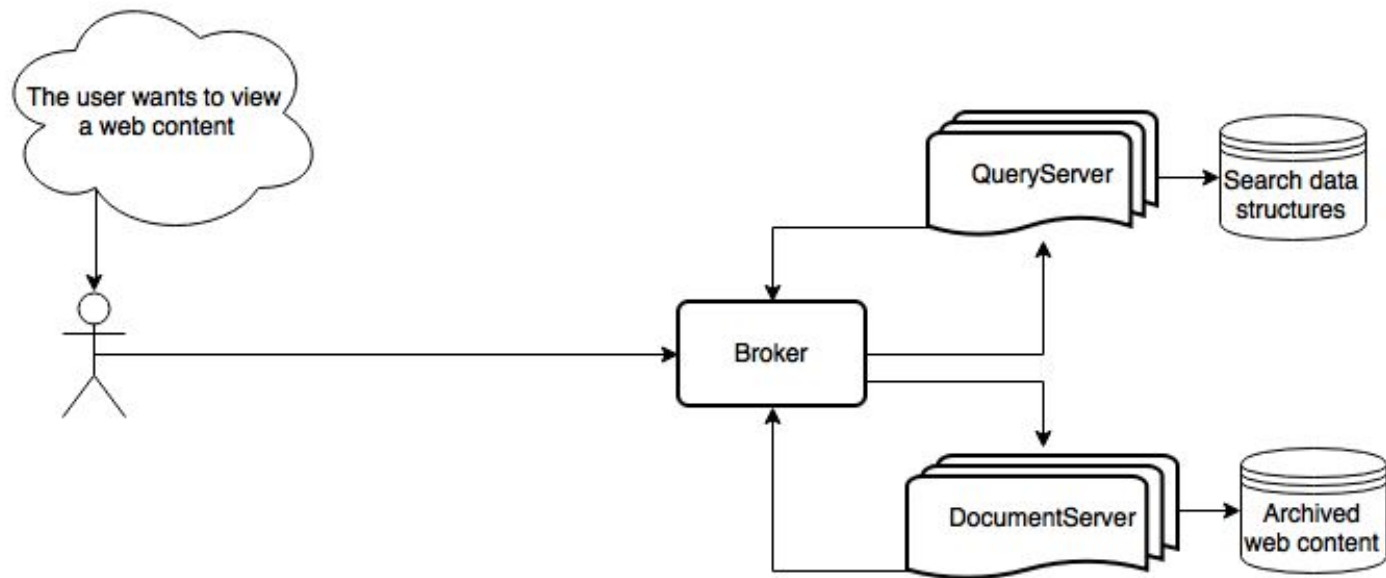 The user wants to view
a web content
QueryServer
Search data
structures
Broker
DocumentServer
Archived
web content